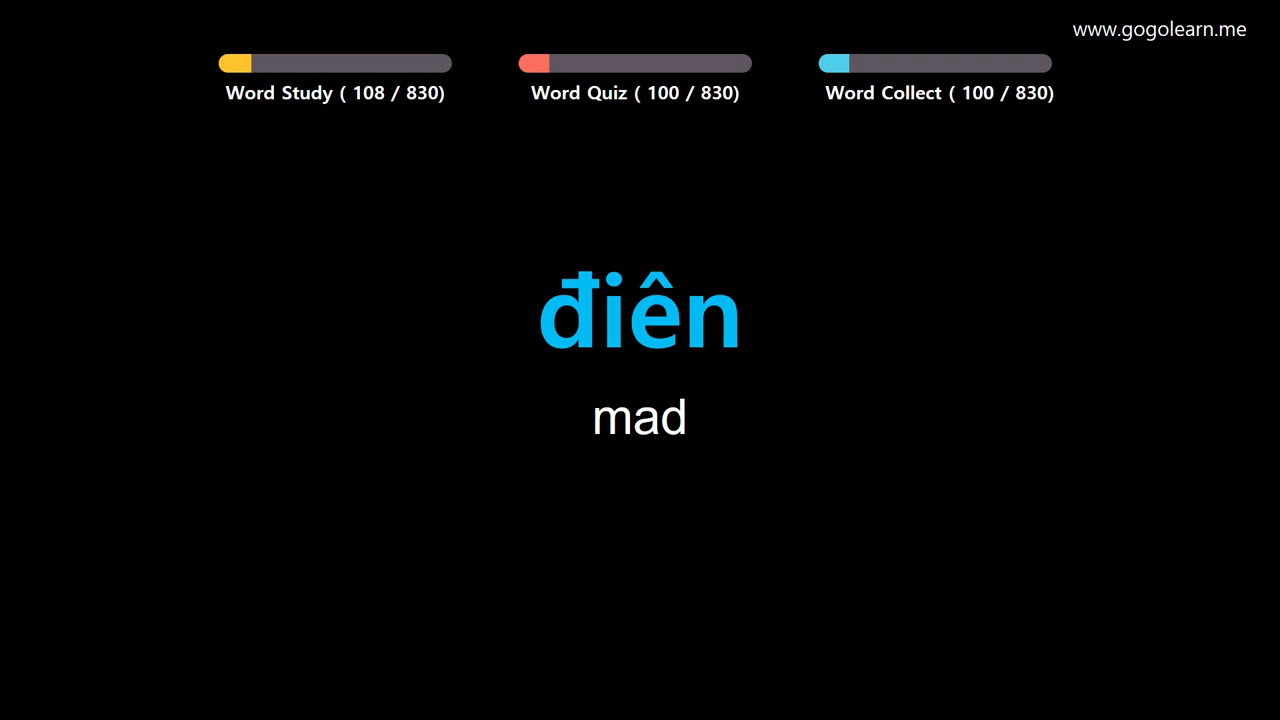 www.gogolearn.me
Word Study ( 108 / 830)
Word Quiz ( 100 / 830)
Word Collect ( 100 / 830)
điên
mad